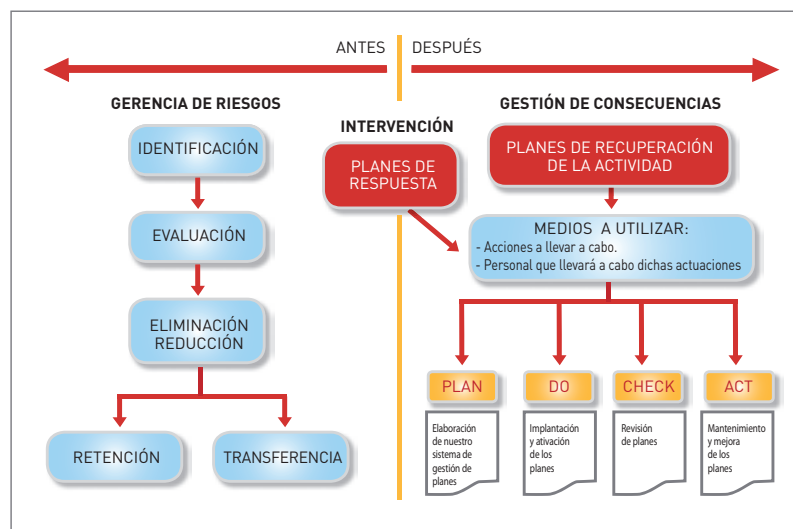 ANTES
DESPUÉS
GERENCIA DE RIESGOS
IDENTIFICACIÓN
EVALUACIÓN
ELIMINACIÓN
REDUCCIÓN
RETENCIÓN
TRANSFERENCIA
INTERVENCIÓN
PLANES DE
RESPUESTA
GESTIÓN DE CONSECUENCIAS
PLANES DE RECUPERACIÓN
DE LA ACTIVIDAD
MEDIOS A UTILIZAR:
- Acciones a llevar a cabo.
- Personal que llevará a cabo dichas actuaciones
PLAN
Elaboración
de nuestro
sistema de
gestión de
planes
DO
Implantación
y ativación
de los
planes
CHECK
Revisión
de planes
ACT
Mantenimiento
y mejora
de los
planes